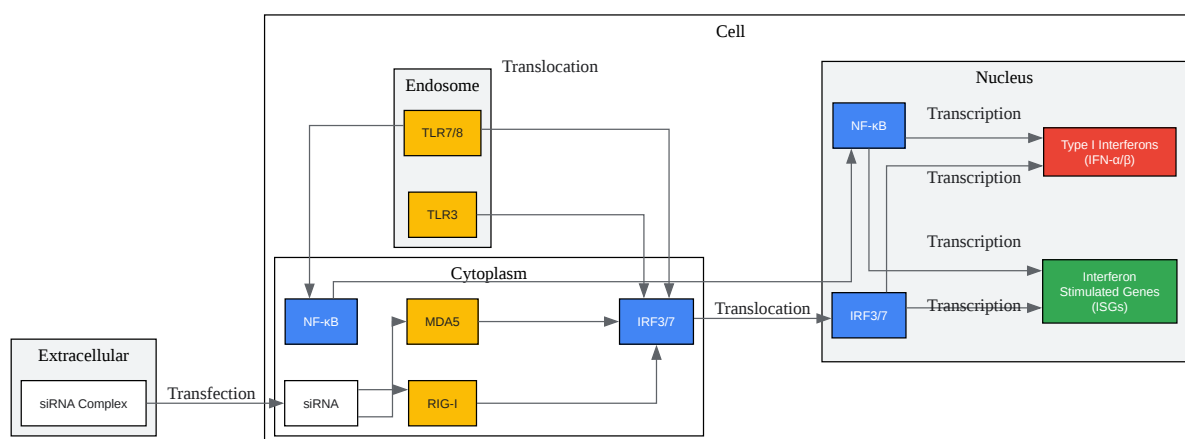 Cell
Translocation
Endosome
TLR7/8
TLR3
Nucleus
NF-κB
Transcription
Type I Interferons
(IFN-α/β)
Transcription
Transcription
Interferon
Stimulated Genes
(ISGs)
Transcription
IRF3/7
Cytoplasm
NF-κB
MDA5
IRF3/7
Translocation
siRNA
RIG-I
Extracellular
siRNA Complex
Transfection